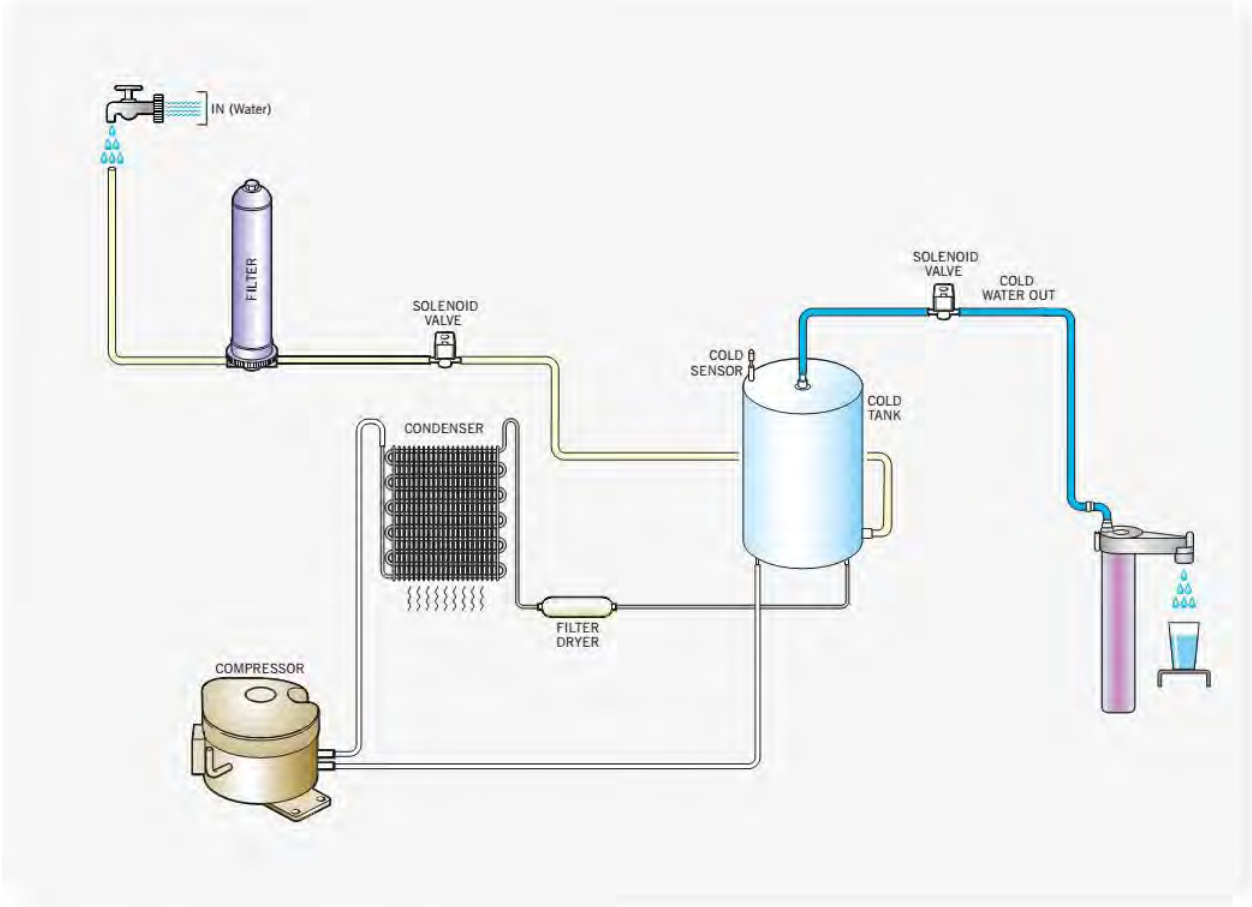 IN (Water)
FILTER
SOLENOID
VALVE
SOLENOID
VALVE
COLD
WATER OUT
COLD
SENSOR
COLD
TANK
CONDENSER
FILTER
DRYER
COMPRESSOR